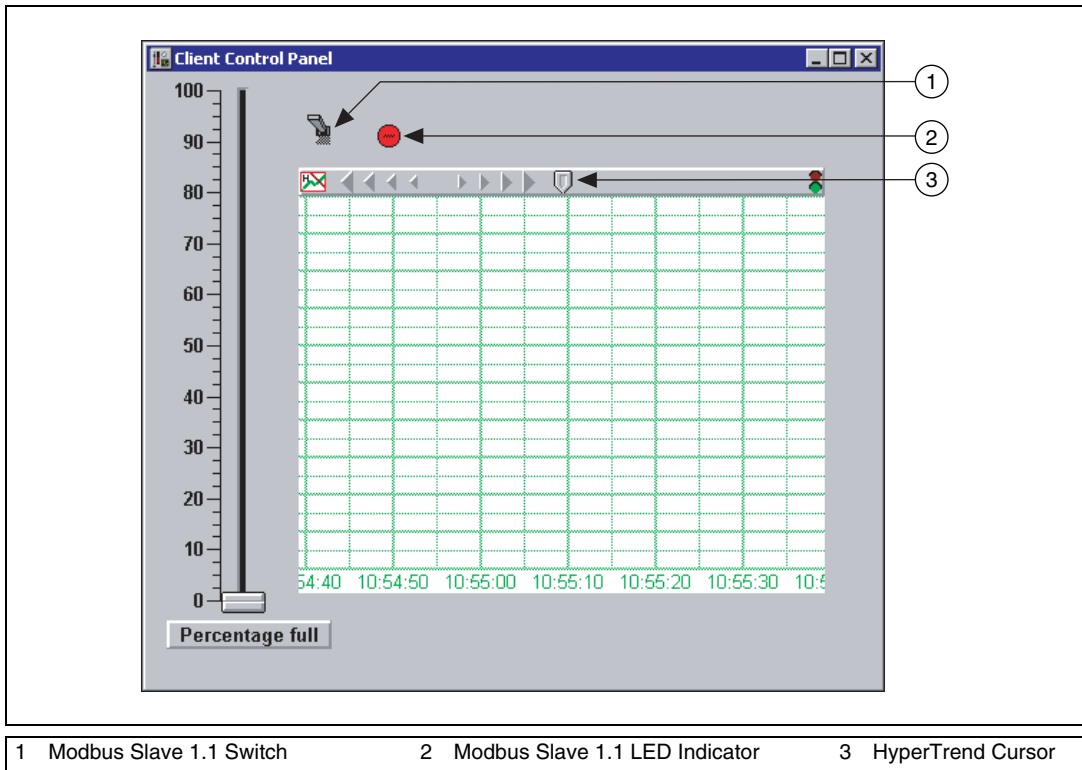 Client Control Panel
100
90
80
70
60
50
40
30
20
10
0
1
2
3
H
54:40 10:54:50 10:55:00 10:55:10 10:55:20 10:55:30
Percentage full
1 Modbus Slave 1.1 Switch 2 Modbus Slave 1.1 LED Indicator 3 HyperTrend Cursor